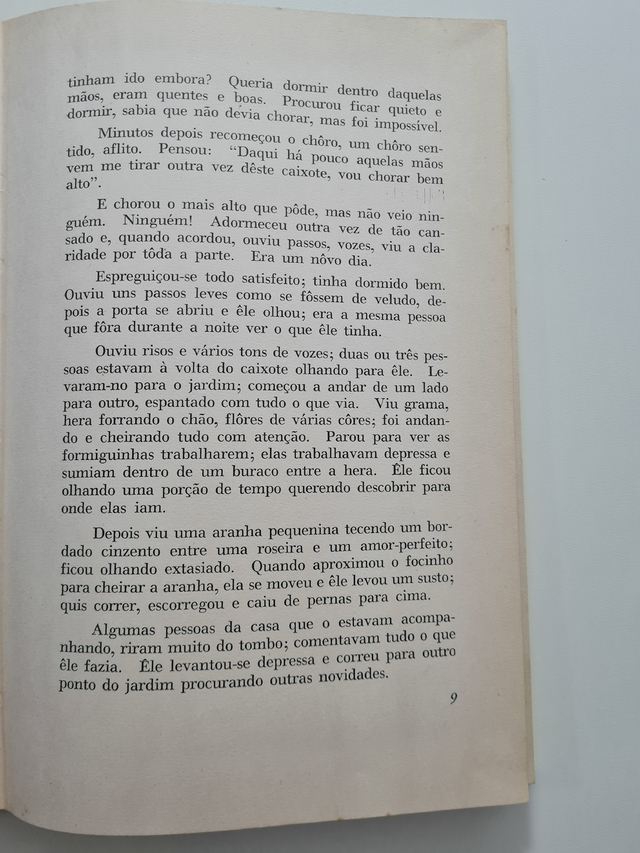 tinham ido embora? Queria dormir dentro daquelas
mãos, eram quentes e boas. Procurou ficar quieto e
dormir, sabia que não devia chorar, mas foi impossível.
Minutos depois recomeçou o chôro, um chôro sen-
tido, aflito. Pensou: “Daqui há pouco aquelas mãos
vem me tirar outra vez dêste caixote, vou chorar bem
alto”.
E chorou o mais alto que pôde, mas não veio nin-
guém. Ninguém! Adormeceu outra vez de tão can-
sado e, quando acordou, ouviu passos, vozes, viu a cla-
ridade por tôda a parte. Era um nôvo dia.
Espreguiçou-se todo satisfeito; tinha dormido bem.
Ouviu uns passos leves como se fôssem de veludo, de-
pois a porta se abriu e êle olhou; era a mesma pessoa
que fôra durante a noite ver o que êle tinha.
Ouviu risos e vários tons de vozes; duas ou três pes-
soas estavam à volta do caixote olhando para êle. Le-
varam-no para o jardim; começou a andar de um lado
para outro, espantado com tudo o que via. Viu grama,
hera forrando o chão, flôres de várias côres; foi andan-
do e cheirando tudo com atenção. Parou para ver as
formiguinhas trabalharem; elas trabalhavam depressa e
sumiam dentro de um buraco entre a hera. Êle ficou
olhando uma porção de tempo querendo descobrir para
onde elas iam.
Depois viu uma aranha pequenina tecendo um bor-
dado cinzento entre uma roseira e um amor-perfeito;
ficou olhando extasiado. Quando aproximou o focinho
para cheirar a aranha, ela se moveu e êle levou um susto;
quis correr, escorregou e caiu de pernas para cima.
Algumas pessoas da casa que o estavam acompa-
nhando, riram muito do tombo; comentavam tudo o que
êle fazia. Êle levantou-se depressa e correu para outro
ponto do jardim procurando outras novidades.
9